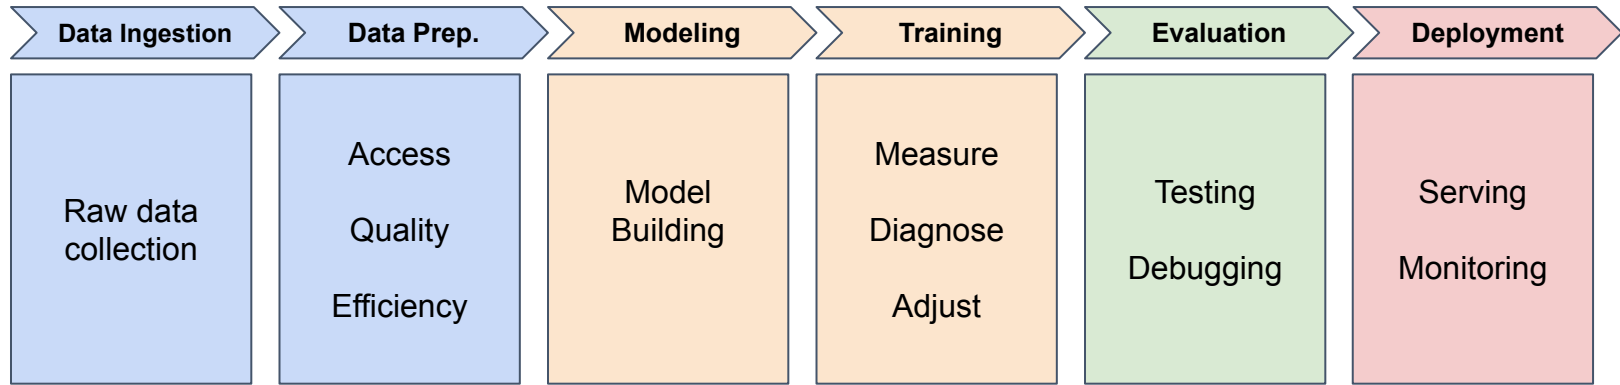 Data Ingestion
Data Prep.
Modeling
Training
Evaluation
Deployment
Raw data
collection
Access
Quality
Efficiency
Model
Building
Measure
Diagnose
Adjust
Testing
Debugging
Serving
Monitoring